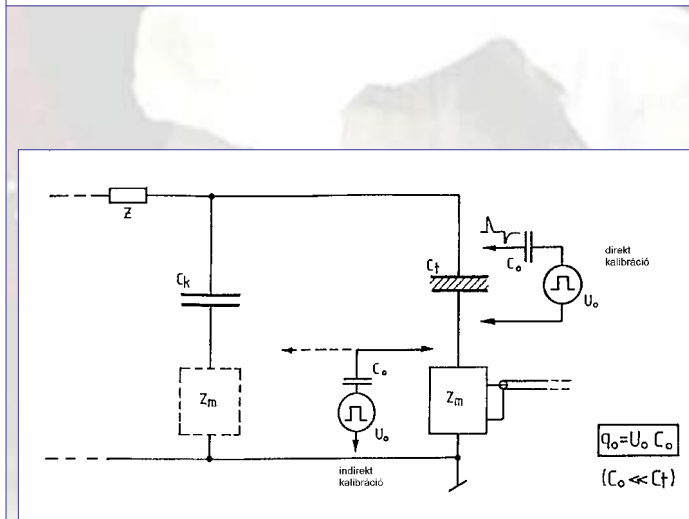 Z
Cₖ
Zₘ
Cₒ
Uₒ
indirekt
kalibráció
Cₜ
Zₘ
Cₒ
Uₒ
direkt
kalibráció
qₒ=Uₒ Cₒ
(Cₒ ≪ Cₜ)